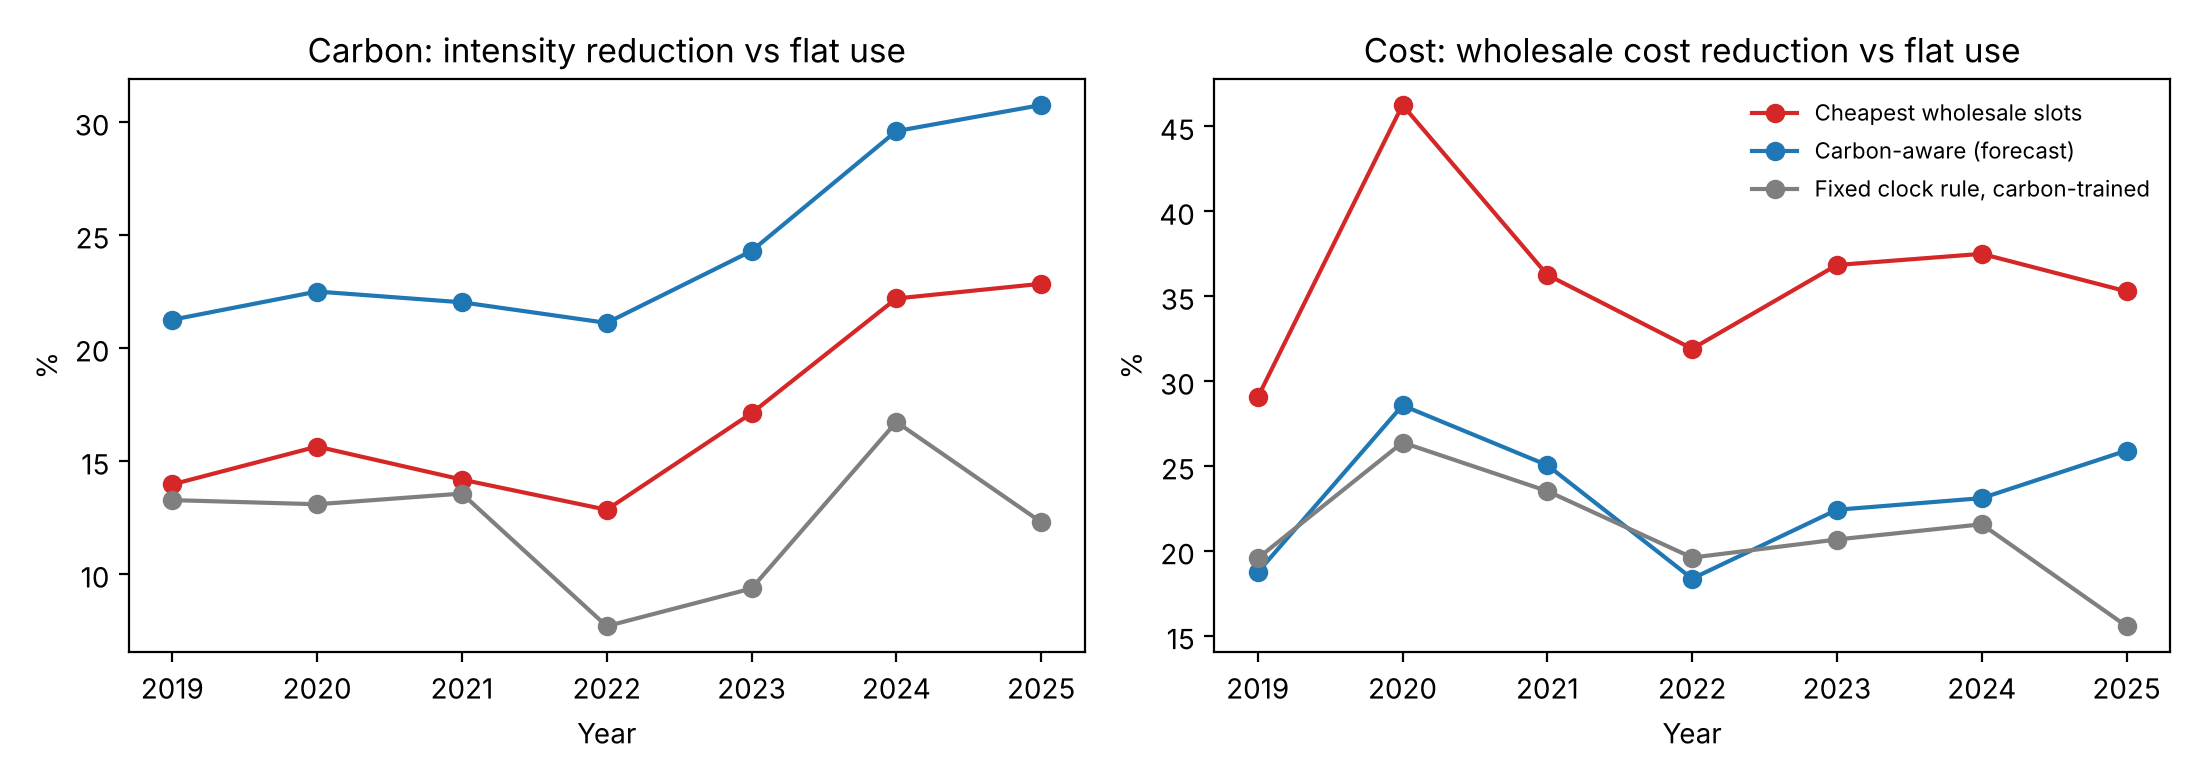 Carbon: intensity reduction vs flat use
%
30
25
20
15
10
2019 2020 2021 2022 2023 2024 2025
Year
Cost: wholesale cost reduction vs flat use
Cheapest wholesale slots
Carbon-aware (forecast)
Fixed clock rule, carbon-trained
%
45
40
35
30
25
20
15
2019 2020 2021 2022 2023 2024 2025
Year